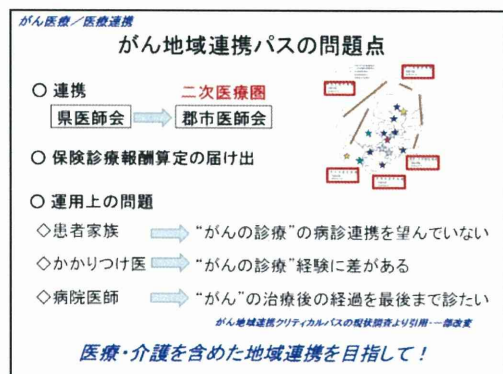 がん医療／医療連携
がん地域連携パスの問題点
○ 連携
二次医療圏
県医師会
郡市医師会
○ 保険診療報酬算定の届け出
○ 運用上の問題
◇患者家族
“がんの診療”の病診連携を望んでいない
◇かかりつけ医
“がんの診療”経験に差がある
◇病院医師
“がん”の治療後の経過を最後まで診たい
がん地域連携クリティカルパスの現状調査より引用・一部改変
医療・介護を含めた地域連携を目指して！